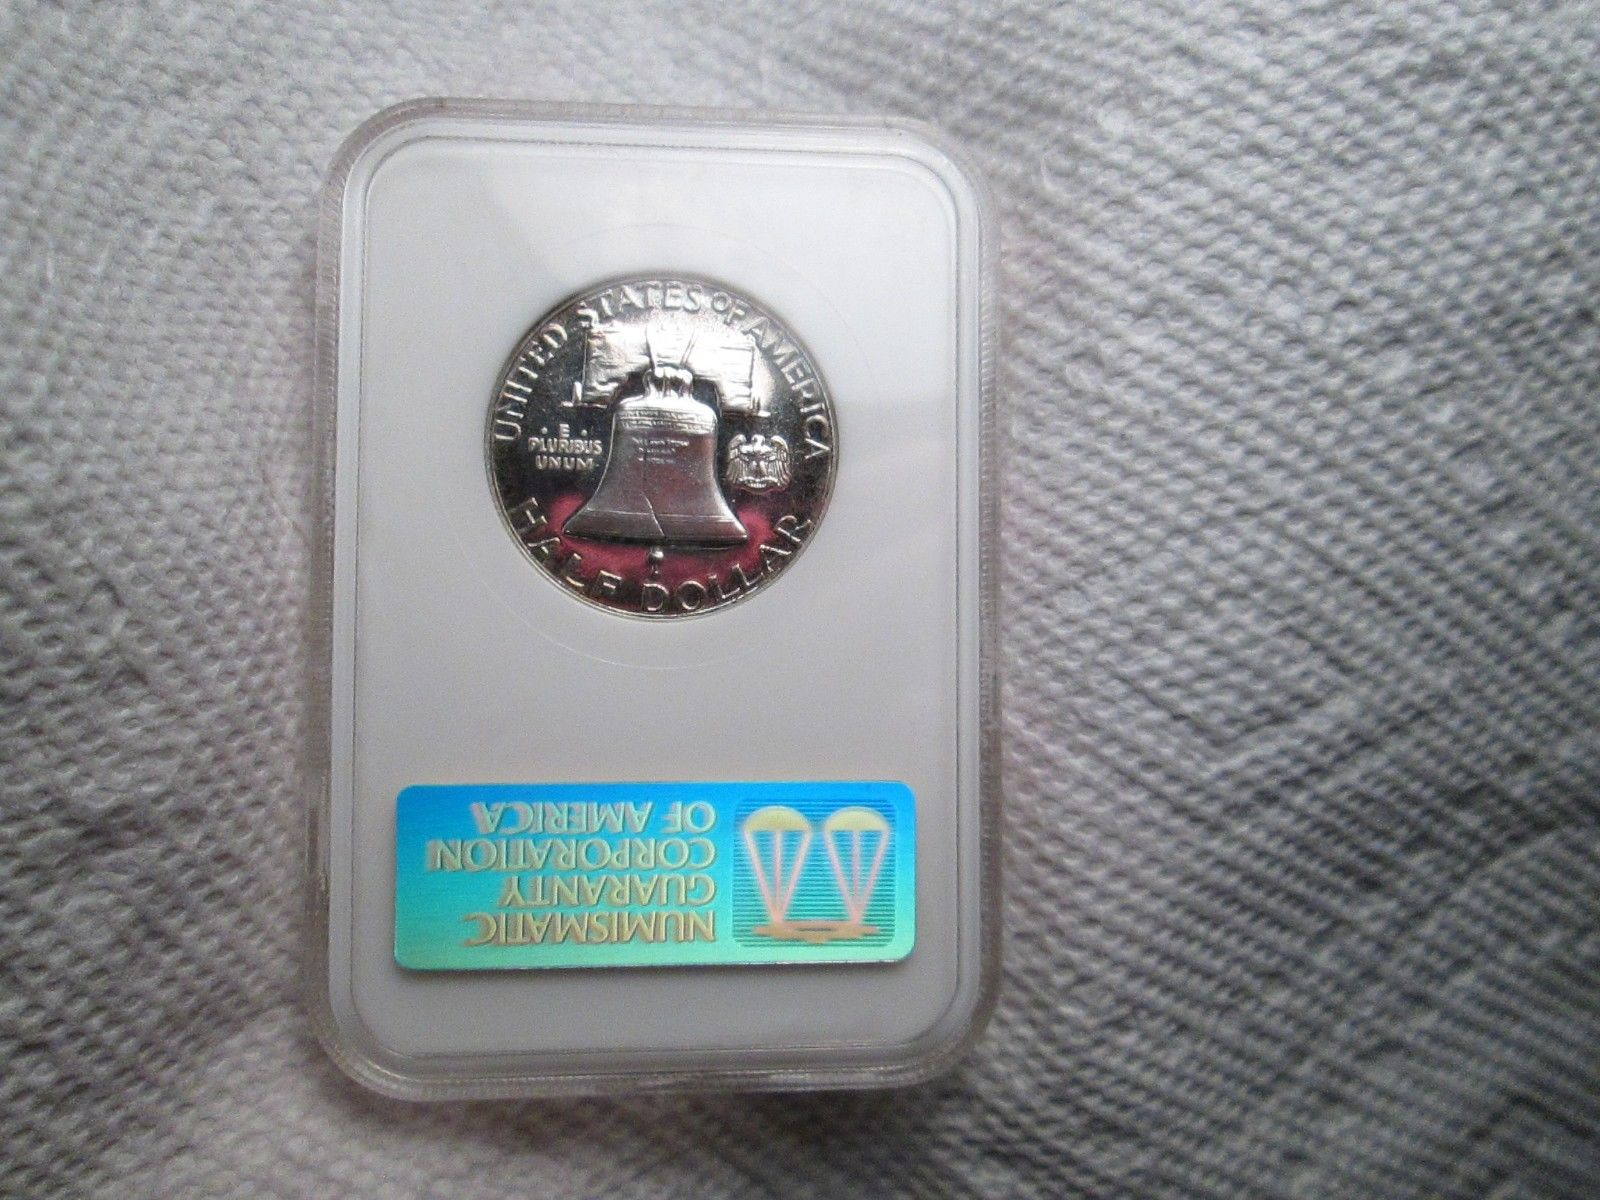 UNITED STATES OF AMERICA
· E ·
PLURIBUS
UNUM
HALF DOLLAR
NUMISMATIC
GUARANTY
CORPORATION
OF AMERICA